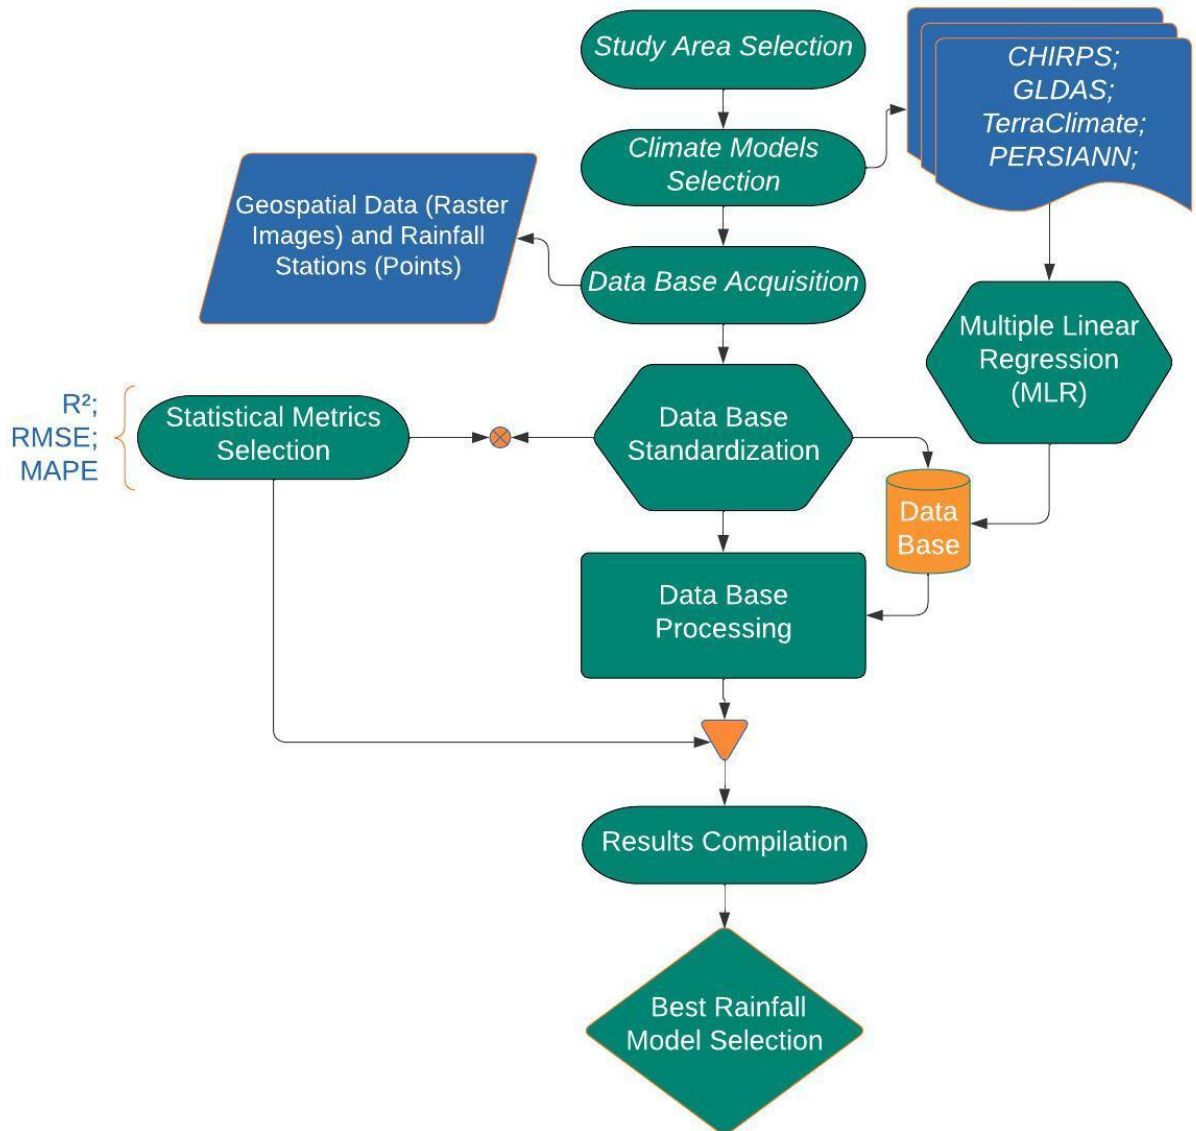 Study Area Selection
CHIRPS;
GLDAS;
TerraClimate;
PERSIANN;
Climate Models
Selection
Geospatial Data (Raster
Images) and Rainfall
Stations (Points)
Data Base Acquisition
Multiple Linear
Regression
(MLR)
R²;
RMSE;
MAPE
Statistical Metrics
Selection
Data Base
Standardization
Data
Base
Data Base
Processing
Results Compilation
Best Rainfall
Model Selection